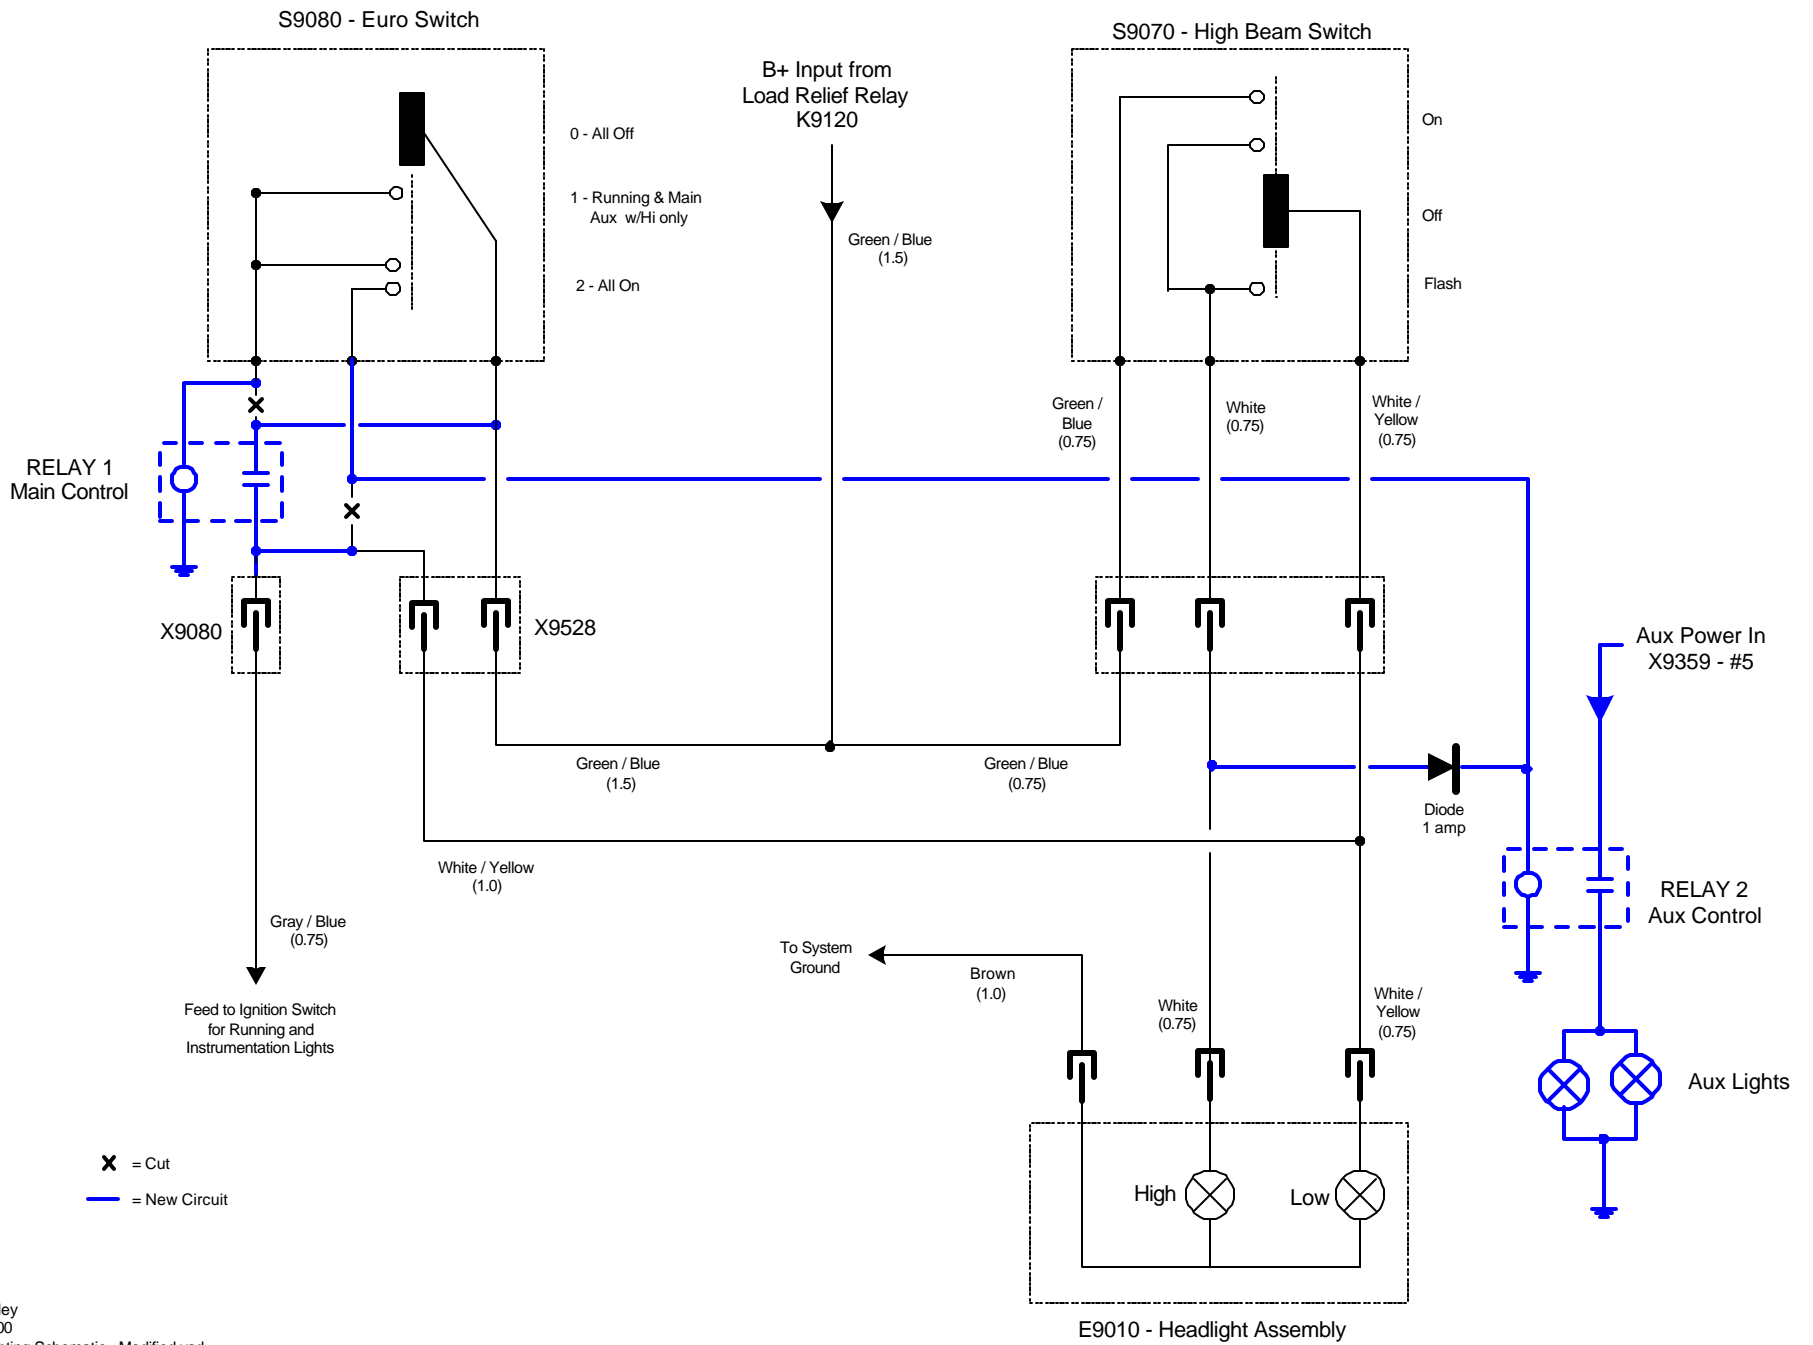 S9080 - Euro Switch
0 - All Off
1 - Running & Main
Aux w/Hi only
2 - All On
B+ Input from
Load Relief Relay
K9120
Green / Blue
(1.5)
S9070 - High Beam Switch
On
Off
Flash
Green /
Blue
(0.75)
White
(0.75)
White /
Yellow
(0.75)
RELAY 1
Main Control
X9080
X9528
Aux Power In
X9359 - #5
Green / Blue
(1.5)
Green / Blue
(0.75)
Diode
1 amp
White / Yellow
(1.0)
RELAY 2
Aux Control
Gray / Blue
(0.75)
To System
Ground
Brown
(1.0)
White
(0.75)
White /
Yellow
(0.75)
Feed to Ignition Switch
for Running and
Instrumentation Lights
Aux Lights
High
Low
= Cut
= New Circuit
E9010 - Headlight Assembly